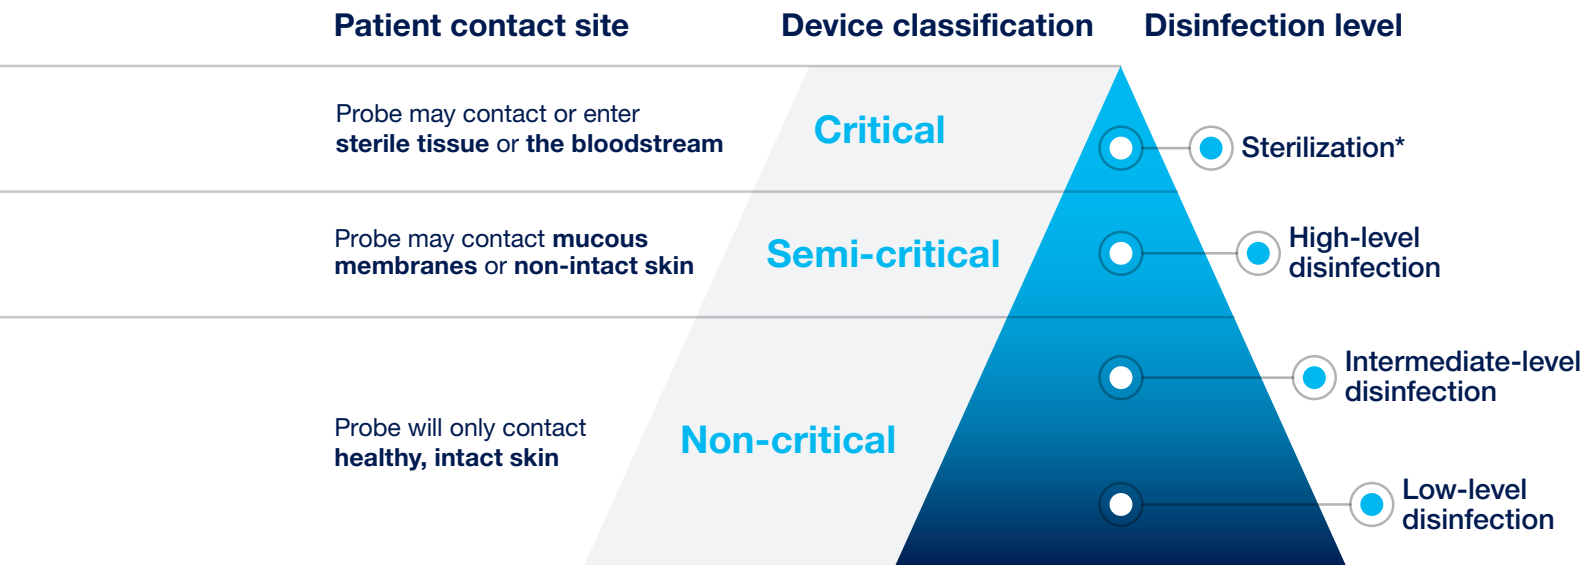 Patient contact site
Device classification
Disinfection level
Probe may contact or enter
sterile tissue or the bloodstream
Critical
Sterilization*
Probe may contact mucous
membranes or non-intact skin
Semi-critical
High-level
disinfection
Probe will only contact
healthy, intact skin
Non-critical
Intermediate-level
disinfection
Low-level
disinfection